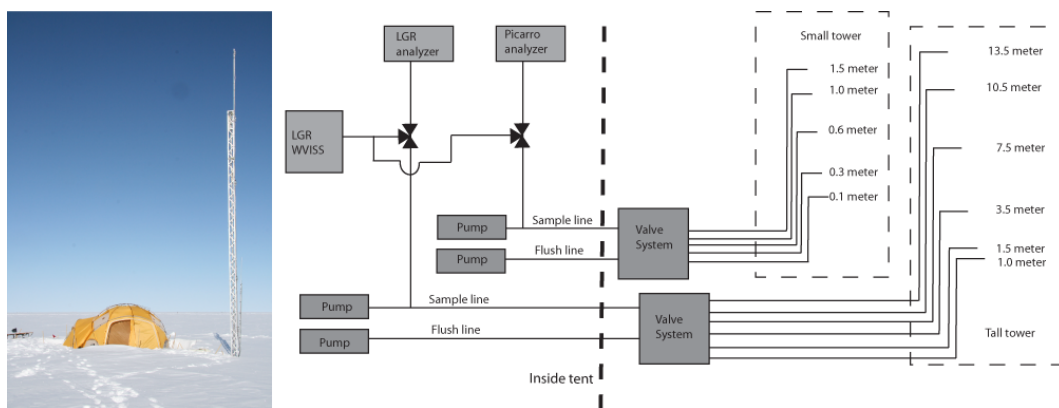 LGR
analyzer
Picarro
analyzer
Small tower
1.5 meter
1.0 meter
0.6 meter
0.3 meter
0.1 meter
13.5 meter
10.5 meter
7.5 meter
3.5 meter
1.5 meter
1.0 meter
Tall tower
LGR
WVISS
Pump
Sample line
Pump
Flush line
Valve
System
Pump
Sample line
Pump
Flush line
Valve
System
Inside tent